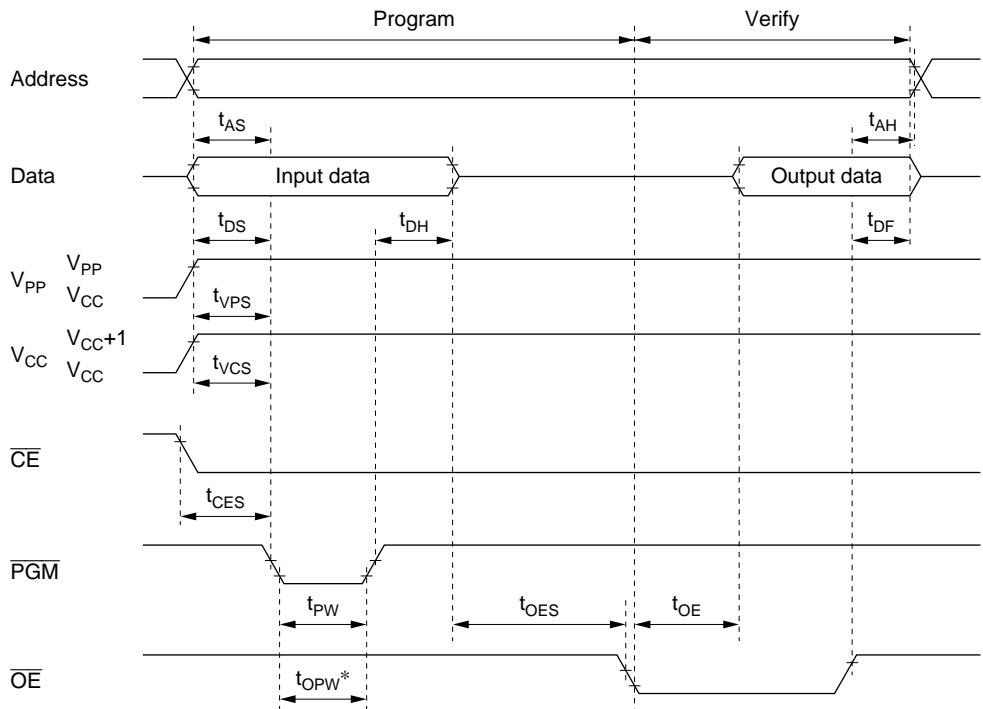 Program
Verify
Address
tAS
tAH
Data
Input data
Output data
tDS
tDH
tDF
VPP
VPP
VCC
tVPS
VCC
VCC+1
VCC
tVCS
CE
tCES
PGM
tPW
tOES
tOE
OE
tOPW*